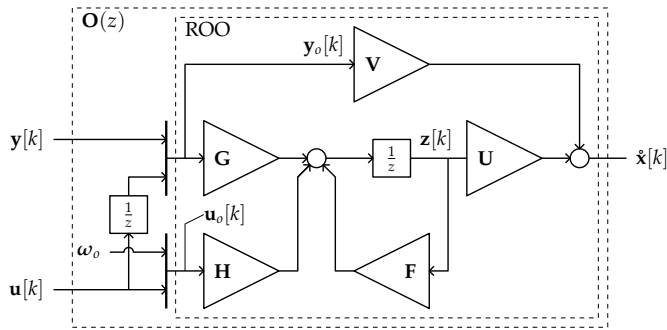 O(z)
ROO
y_o[k]
V
y[k]
G
1/z
z[k]
U
x̊[k]
1/z
u_o[k]
ω_o
H
F
u[k]